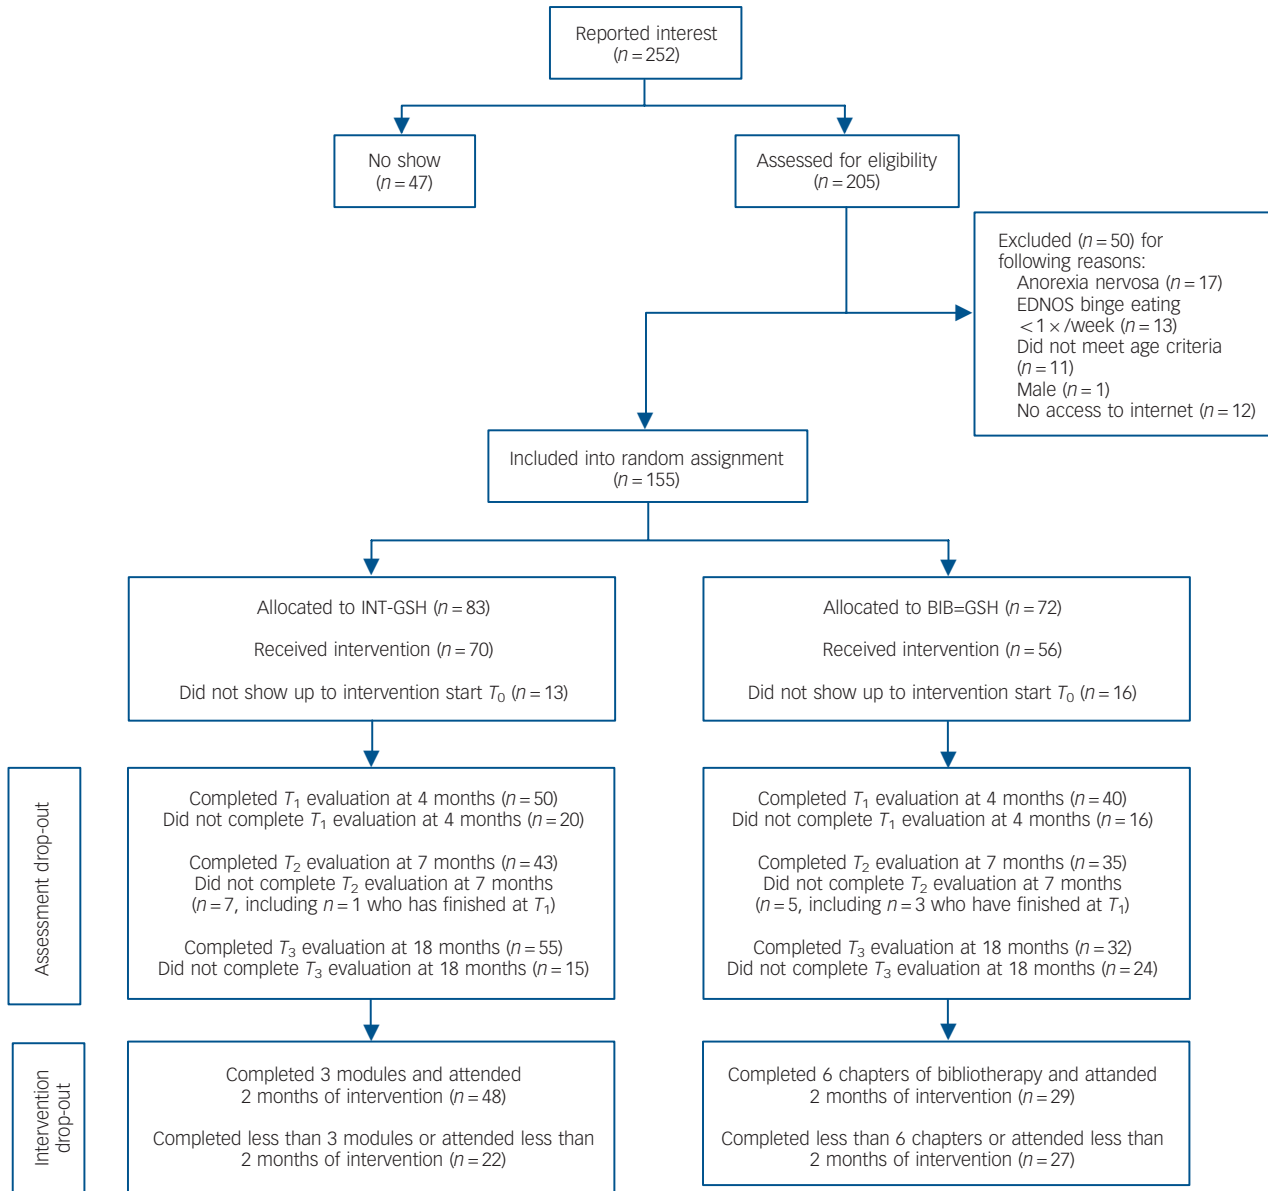 Reported interest
(n = 252)
No show
(n = 47)
Assessed for eligibility
(n = 205)
Excluded (n = 50) for
following reasons:
Anorexia nervosa (n = 17)
EDNOS binge eating
< 1 × /week (n = 13)
Did not meet age criteria
(n = 11)
Male (n = 1)
No access to internet (n = 12)
Included into random assignment
(n = 155)
Allocated to INT-GSH (n = 83)
Received intervention (n = 70)
Did not show up to intervention start T0 (n = 13)
Allocated to BIB=GSH (n = 72)
Received intervention (n = 56)
Did not show up to intervention start T0 (n = 16)
Assessment drop-out
Completed T1 evaluation at 4 months (n = 50)
Did not complete T1 evaluation at 4 months (n = 20)
Completed T2 evaluation at 7 months (n = 43)
Did not complete T2 evaluation at 7 months
(n = 7, including n = 1 who has finished at T1)
Completed T3 evaluation at 18 months (n = 55)
Did not complete T3 evaluation at 18 months (n = 15)
Completed T1 evaluation at 4 months (n = 40)
Did not complete T1 evaluation at 4 months (n = 16)
Completed T2 evaluation at 7 months (n = 35)
Did not complete T2 evaluation at 7 months
(n = 5, including n = 3 who have finished at T1)
Completed T3 evaluation at 18 months (n = 32)
Did not complete T3 evaluation at 18 months (n = 24)
Intervention
drop-out
Completed 3 modules and attended
2 months of intervention (n = 48)
Completed less than 3 modules or attended less than
2 months of intervention (n = 22)
Completed 6 chapters of bibliotherapy and attanded
2 months of intervention (n = 29)
Completed less than 6 chapters or attended less than
2 months of intervention (n = 27)